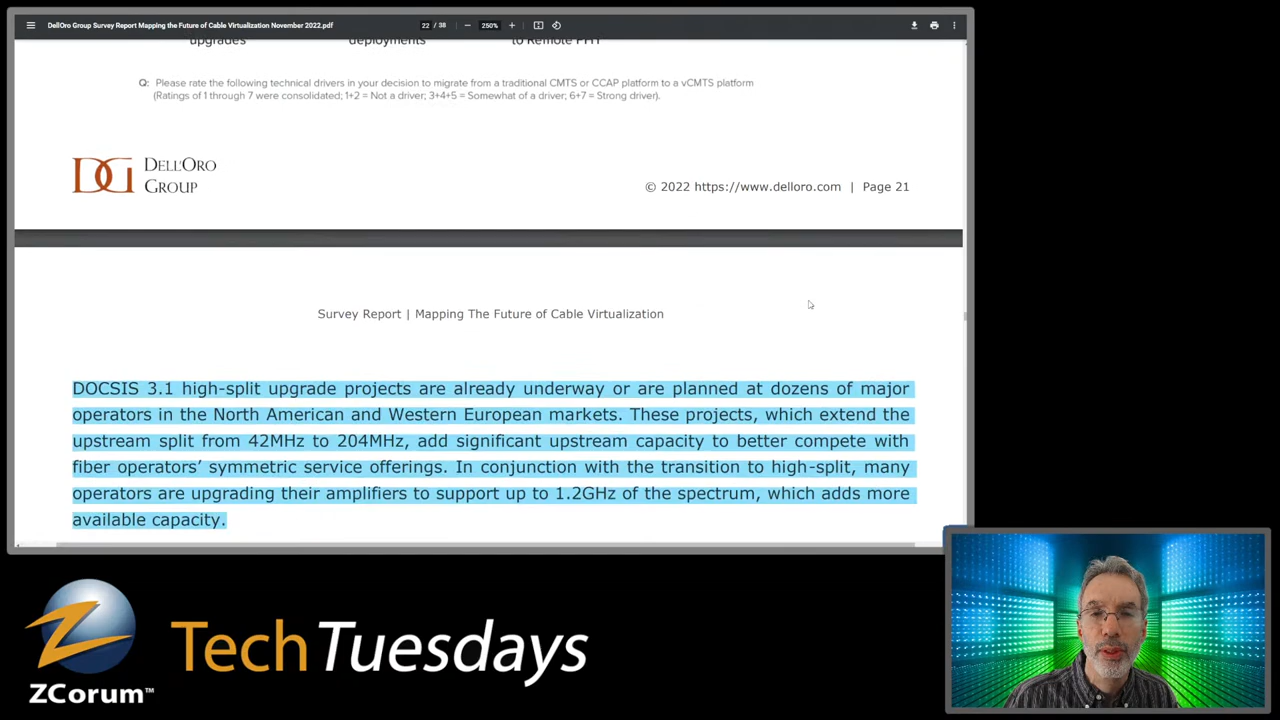 DellOro Group Survey Report Mapping the Future of Cable Virtualization November 2022.pdf
22 / 38
250%
upgrades deployments to Remote PHY
Q: Please rate the following technical drivers in your decision to migrate from a traditional CMTS or CCAP platform to a vCMTS platform
(Ratings of 1 through 7 were consolidated; 1+2 = Not a driver; 3+4+5 = Somewhat of a driver; 6+7 = Strong driver).
DG
DELL'ORO
GROUP
© 2022 https://www.delloro.com | Page 21
Survey Report | Mapping The Future of Cable Virtualization
DOCSIS 3.1 high-split upgrade projects are already underway or are planned at dozens of major
operators in the North American and Western European markets. These projects, which extend the
upstream split from 42MHz to 204MHz, add significant upstream capacity to better compete with
fiber operators’ symmetric service offerings. In conjunction with the transition to high-split, many
operators are upgrading their amplifiers to support up to 1.2GHz of the spectrum, which adds more
available capacity.
Z
ZCorum™
TechTuesdays